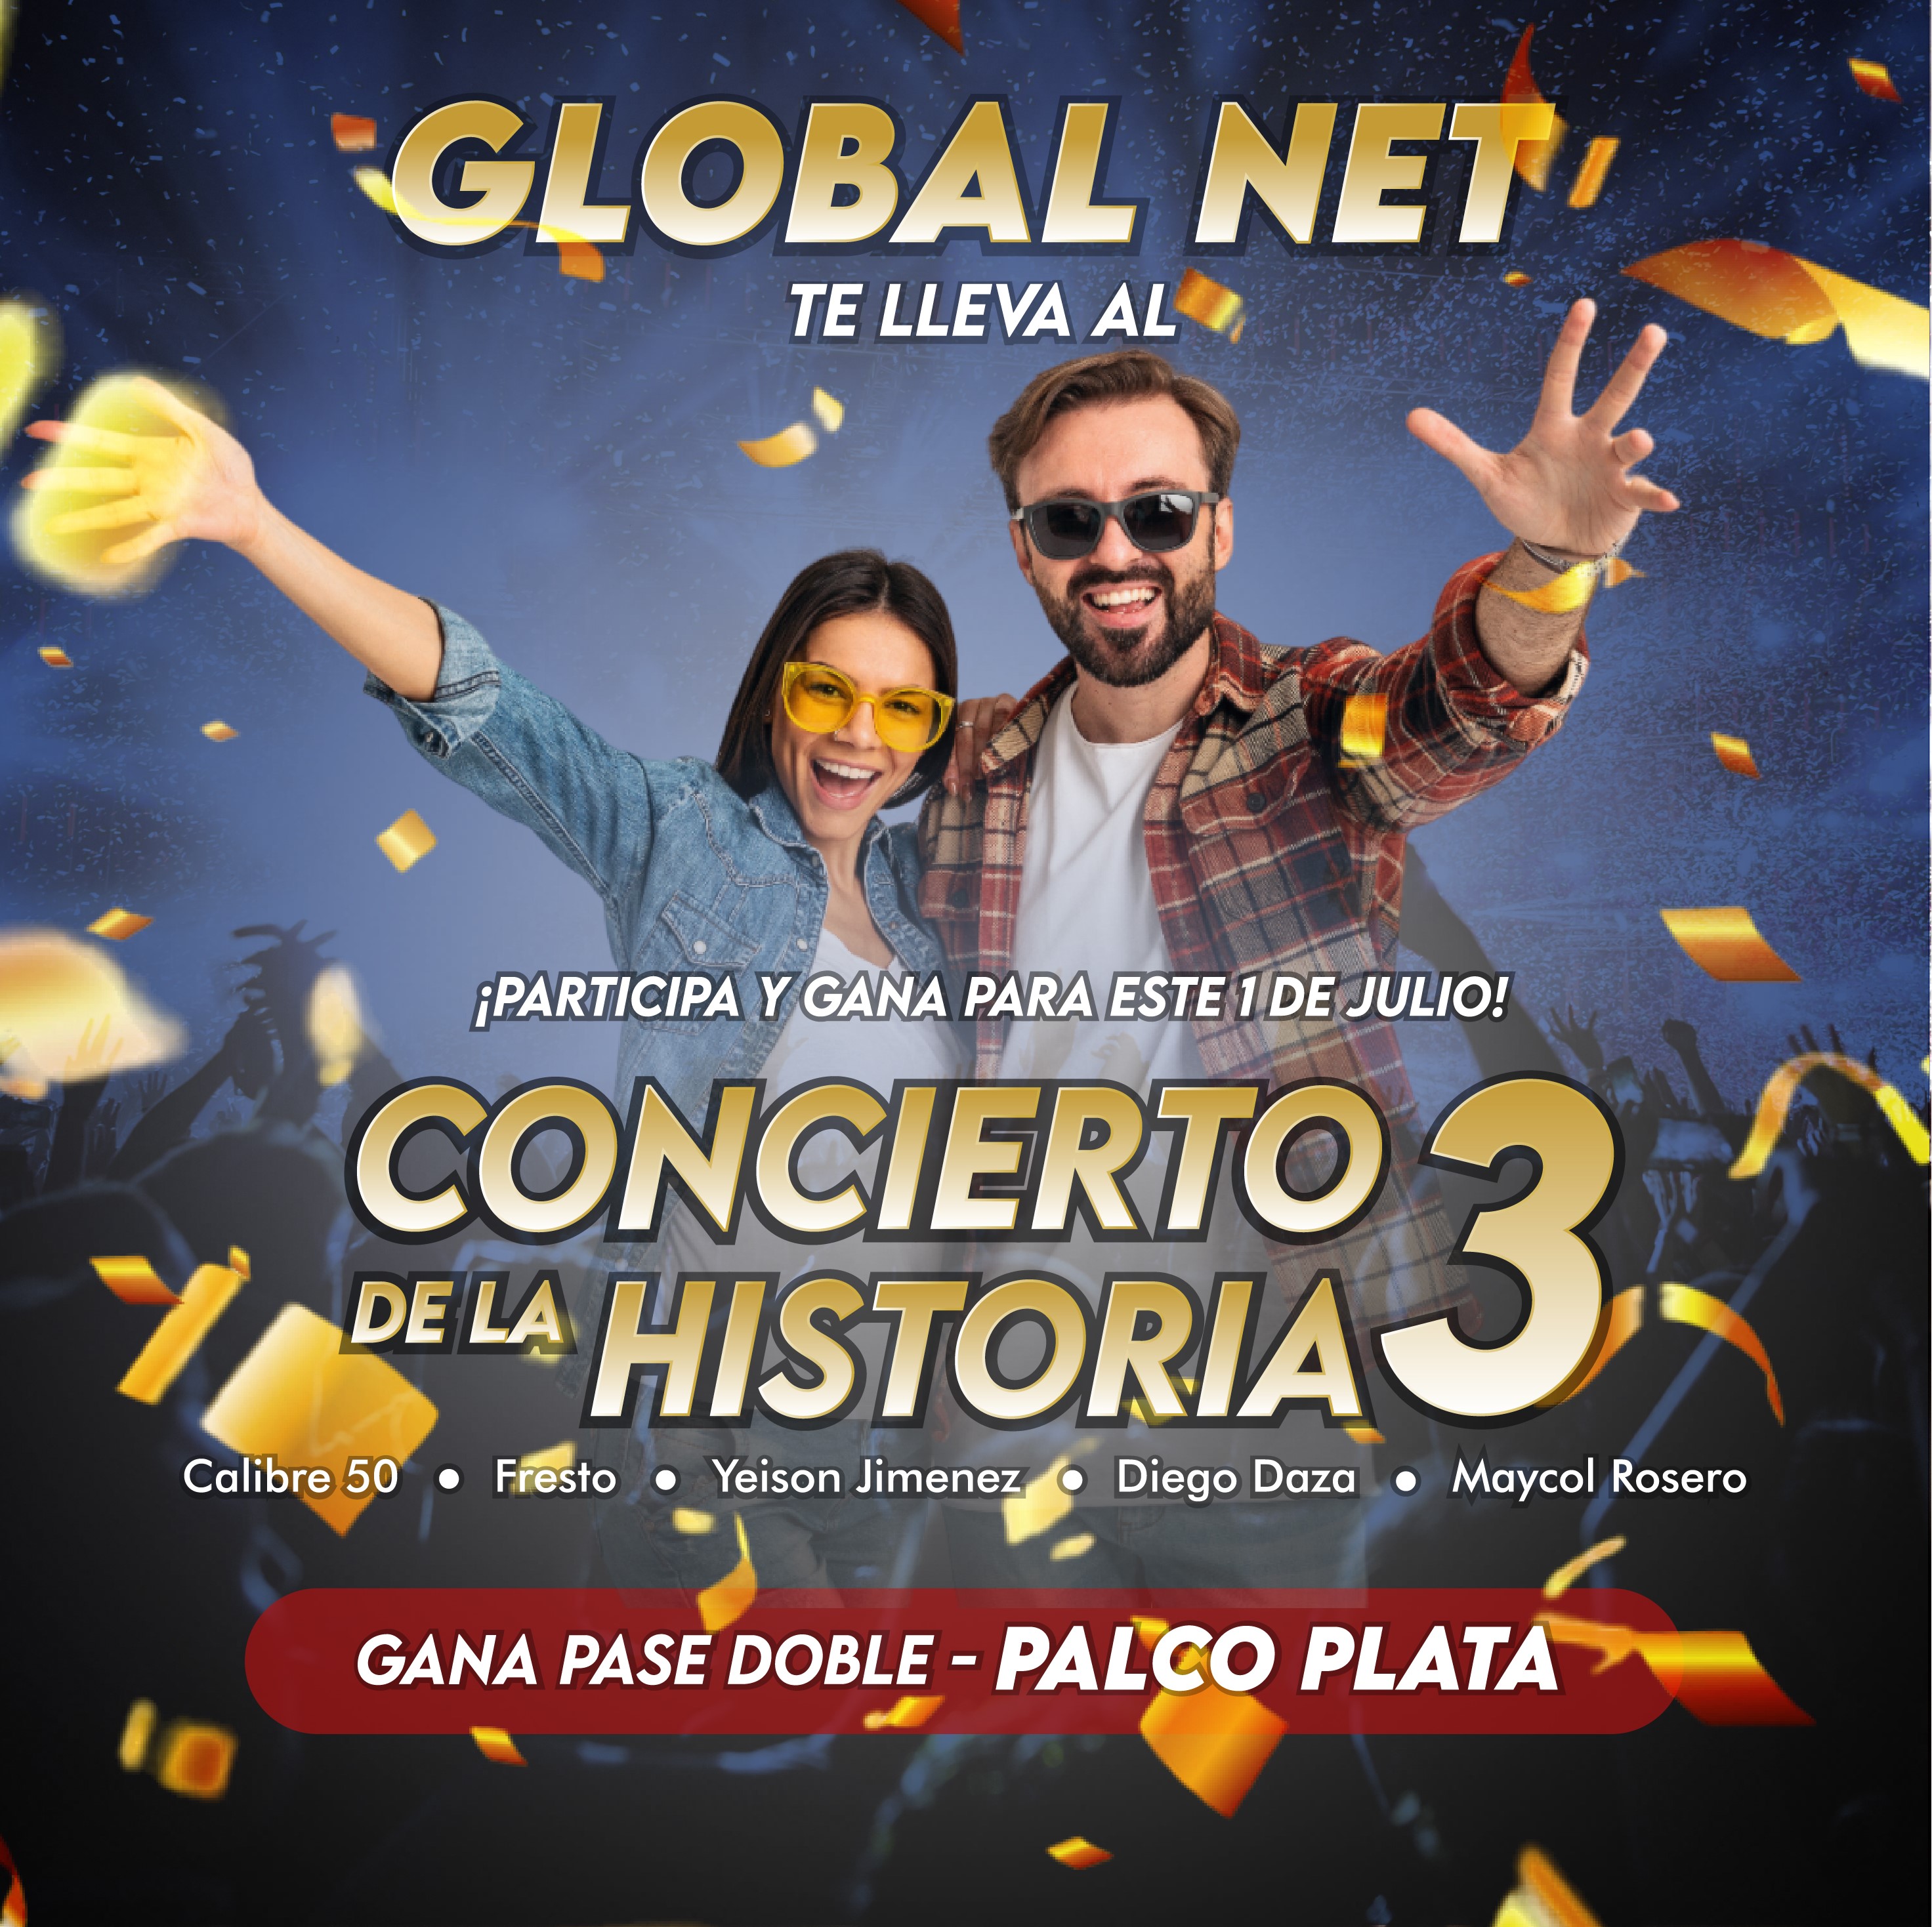 GLOBAL NET
TE LLEVA AL
¡PARTICIPA Y GANA PARA ESTE 1 DE JULIO!
CONCIERTO 3
DE LA HISTORIA
Calibre 50 • Fresto • Yeison Jimenez • Diego Daza • Maycol Rosero
GANA PASE DOBLE - PALCO PLATA